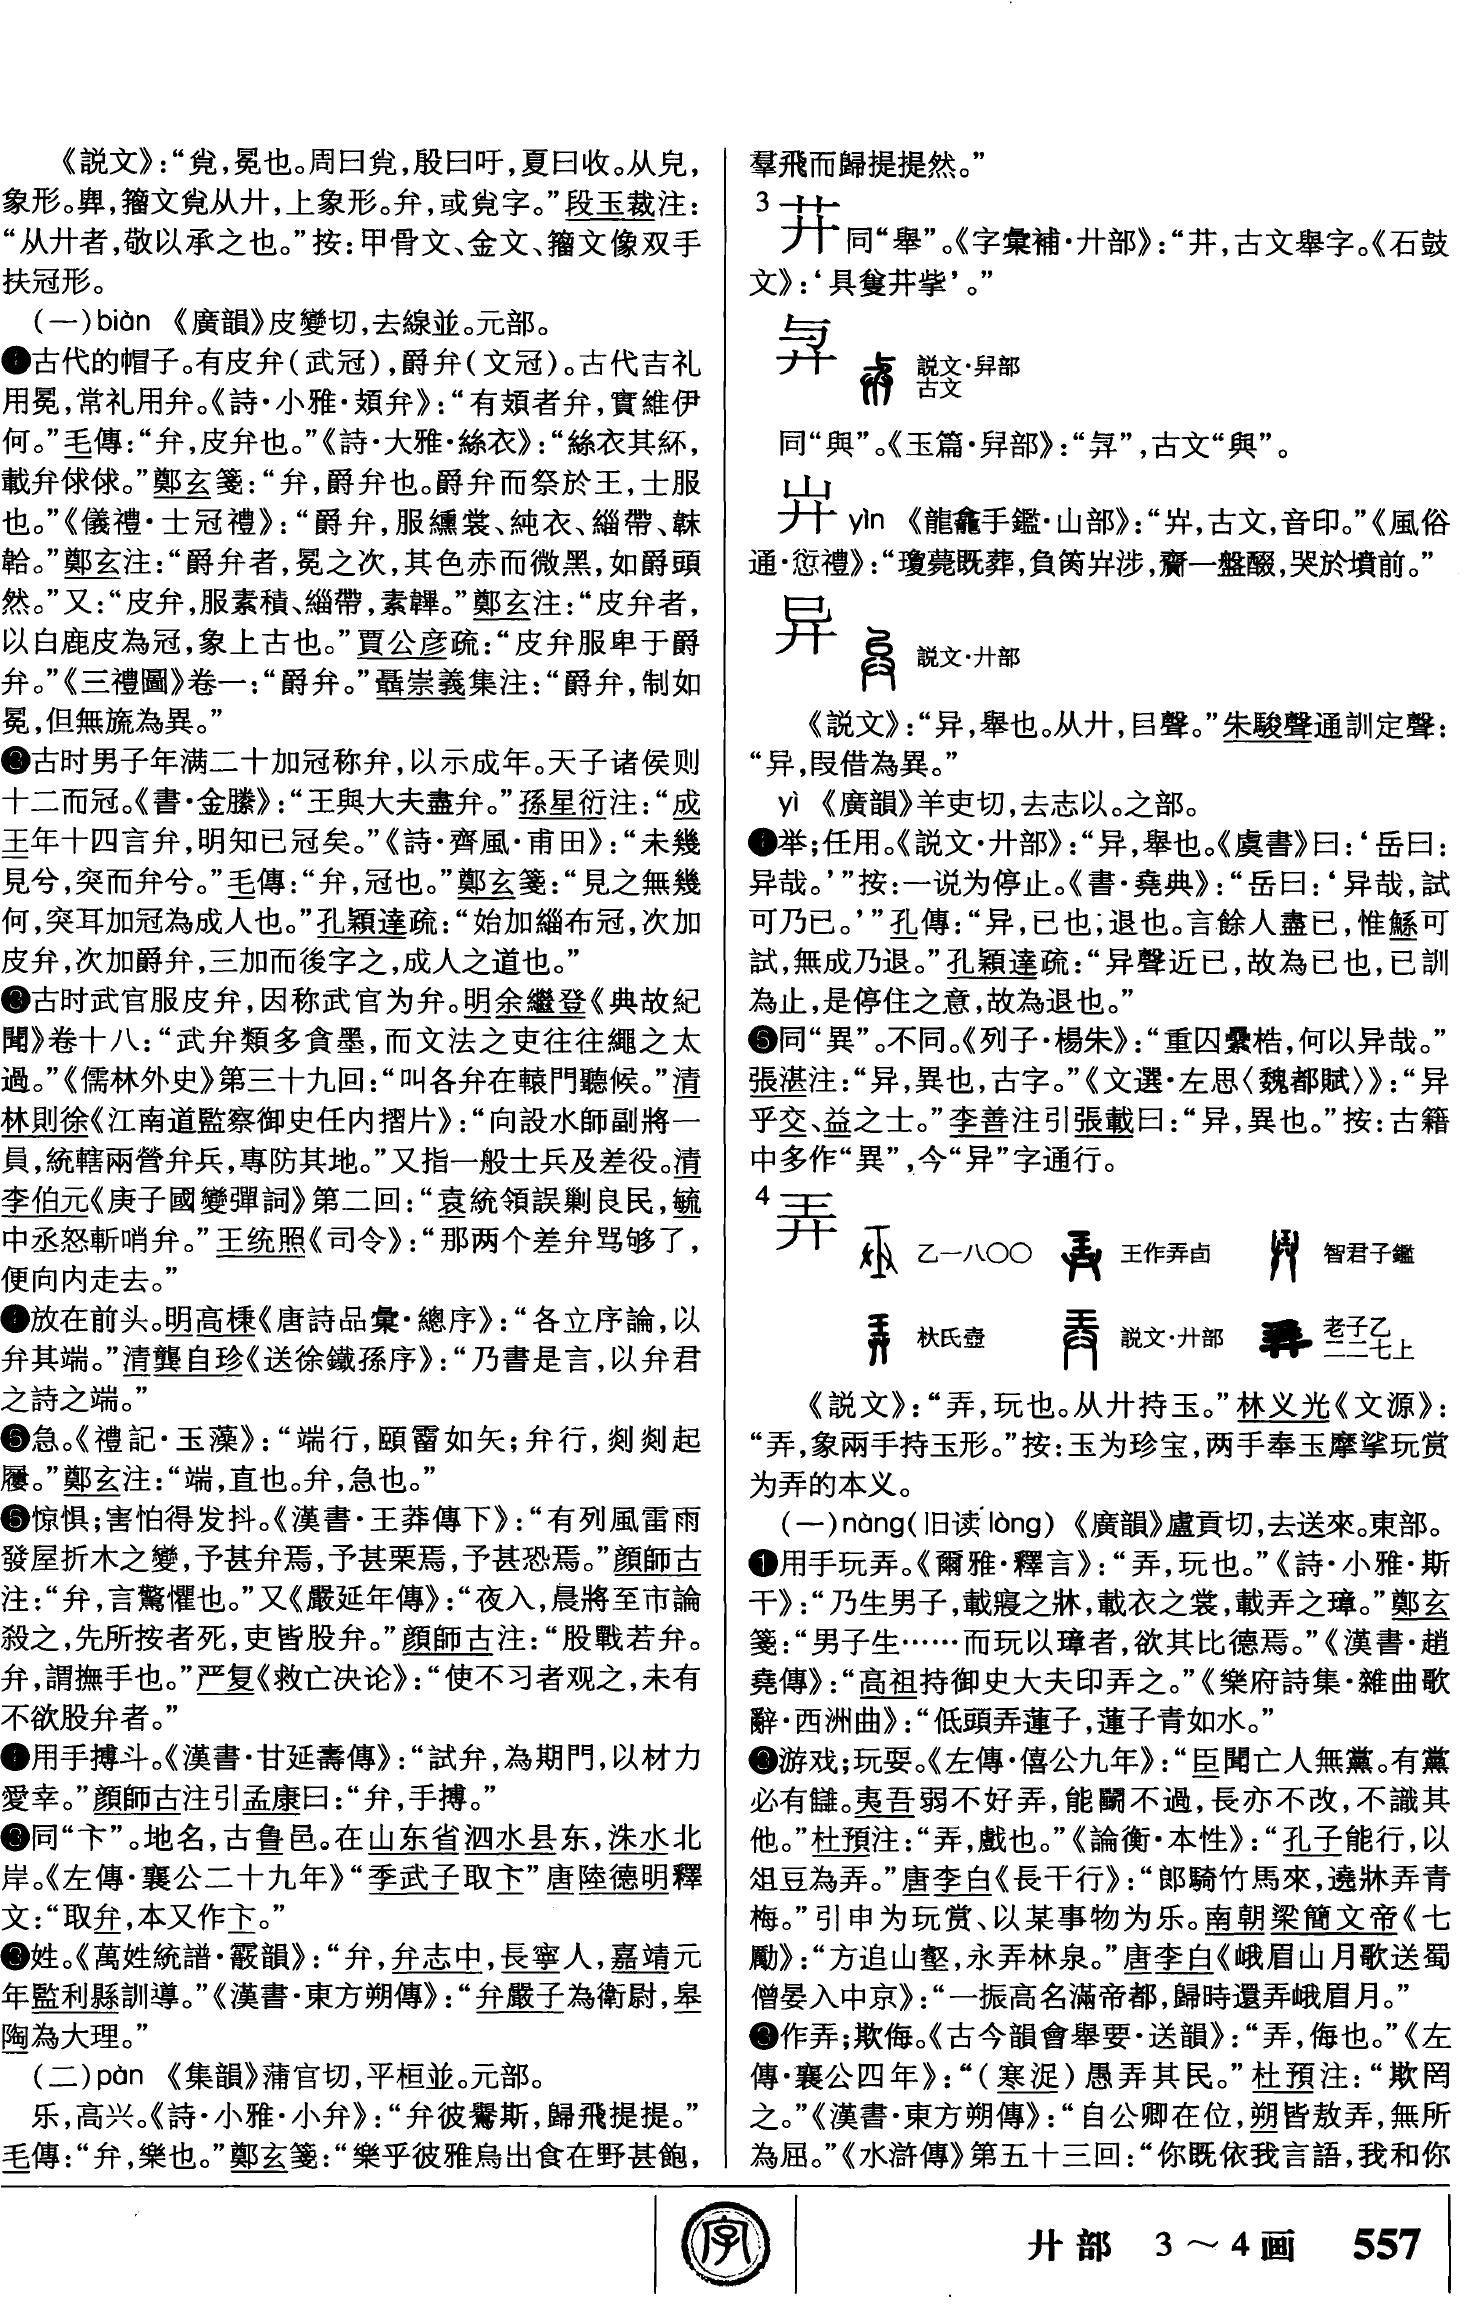 《説文》：“覍，冕也。周曰覍，殷曰吁，夏曰收。从皃，
象形。𢍘，籀文覍从廾，上象形。弁，或覍字。”段玉裁注：
“从廾者，敬以承之也。”按：甲骨文、金文、籀文像双手
扶冠形。
(一)biàn 《廣韻》皮變切，去線並。元部。
❶古代的帽子。有皮弁(武冠)，爵弁(文冠)。古代吉礼
用冕，常礼用弁。《詩·小雅·頍弁》：“有頍者弁，實維伊
何。”毛傳：“弁，皮弁也。”《詩·大雅·絲衣》：“絲衣其紑，
載弁俅俅。”鄭玄箋：“弁，爵弁也。爵弁而祭於王，士服
也。”《儀禮·士冠禮》：“爵弁，服纁裳、純衣、緇帶、韎
韐。”鄭玄注：“爵弁者，冕之次，其色赤而微黑，如爵頭
然。”又：“皮弁，服素積、緇帶，素韠。”鄭玄注：“皮弁者，
以白鹿皮為冠，象上古也。”賈公彦疏：“皮弁服卑于爵
弁。”《三禮圖》卷一：“爵弁。”聶崇義集注：“爵弁，制如
冕，但無旒為異。”
❷古时男子年满二十加冠称弁，以示成年。天子诸侯则
十二而冠。《書·金縢》：“王與大夫盡弁。”孫星衍注：“成
王年十四言弁，明知已冠矣。”《詩·齊風·甫田》：“未幾
見兮，突而弁兮。”毛傳：“弁，冠也。”鄭玄箋：“見之無幾
何，突耳加冠為成人也。”孔穎達疏：“始加緇布冠，次加
皮弁，次加爵弁，三加而後字之，成人之道也。”
❸古时武官服皮弁，因称武官为弁。明余繼登《典故紀
聞》卷十八：“武弁類多貪墨，而文法之吏往往繩之太
過。”《儒林外史》第三十九回：“叫各弁在轅門聽候。”清
林則徐《江南道監察御史任内摺片》：“向設水師副將一
員，統轄兩營弁兵，專防其地。”又指一般士兵及差役。清
李伯元《庚子國變彈詞》第二回：“袁統領誤剿良民，毓
中丞怒斬哨弁。”王统照《司令》：“那两个差弁骂够了，
便向内走去。”
❹放在前头。明高棅《唐詩品彙·總序》：“各立序論，以
弁其端。”清龔自珍《送徐鐵孫序》：“乃書是言，以弁君
之詩之端。”
❺急。《禮記·玉藻》：“端行，頤霤如矢；弁行，剡剡起
屨。”鄭玄注：“端，直也。弁，急也。”
❻惊惧；害怕得发抖。《漢書·王莽傳下》：“有列風雷雨
發屋折木之變，予甚弁焉，予甚栗焉，予甚恐焉。”顔師古
注：“弁，言驚懼也。”又《嚴延年傳》：“夜入，晨將至市論
殺之，先所按者死，吏皆股弁。”顔師古注：“股戰若弁。
弁，謂撫手也。”严复《救亡决论》：“使不习者观之，未有
不欲股弁者。”
❼用手搏斗。《漢書·甘延壽傳》：“試弁，為期門，以材力
愛幸。”顔師古注引孟康曰：“弁，手搏。”
❽同“卞”。地名，古鲁邑。在山东省泗水县东，洙水北
岸。《左傳·襄公二十九年》“季武子取卞”唐陸德明釋
文：“取弁，本又作卞。”
❾姓。《萬姓統譜·霰韻》：“弁，弁志中，長寧人，嘉靖元
年監利縣訓導。”《漢書·東方朔傳》：“弁嚴子為衛尉，皋
陶為大理。”
(二)pán 《集韻》蒲官切，平桓並。元部。
乐，高兴。《詩·小雅·小弁》：“弁彼鸒斯，歸飛提提。”
毛傳：“弁，樂也。”鄭玄箋：“樂乎彼雅烏出食在野甚飽，
羣飛而歸提提然。”
3 㒷同“舉”。《字彙補·廾部》：“，古文舉字。《石鼓
文》：‘具隻㧘’。”
𢌱 説文·舁部
古文
同“與”。《玉篇·舁部》：“𢌱”，古文“與”。
𡴭 yìn 《龍龕手鑑·山部》：“𡴭，古文，音印。”《風俗
通·愆禮》：“瓊薨既葬，負笈𡴭涉，齎一盤醊，哭於墳前。”
异 説文·廾部
《説文》：“异，舉也。从廾，㠯聲。”朱駿聲通訓定聲：
“异，叚借為異。”
yì 《廣韻》羊吏切，去志以。之部。
❶举；任用。《説文·廾部》：“异，舉也。《虞書》曰：‘岳曰：
异哉。’”按：一说为停止。《書·堯典》：“岳曰：‘异哉，試
可乃已。’”孔傳：“异，已也；退也。言餘人盡已，惟鯀可
試，無成乃退。”孔穎達疏：“异聲近已，故為已也，已訓
為止，是停住之意，故為退也。”
❷同“異”。不同。《列子·楊朱》：“重囚纍梏，何以异哉。”
張湛注：“异，異也，古字。”《文選·左思〈魏都賦〉》：“异
乎交、益之士。”李善注引張載曰：“异，異也。”按：古籍
中多作“異”，今“异”字通行。
4 弄 乙一八〇〇 王作弄卣 智君子鑑
杕氏壺 説文·廾部 老子乙
二二七上
《説文》：“弄，玩也。从廾持玉。”林义光《文源》：
“弄，象兩手持玉形。”按：玉为珍宝，两手奉玉摩挲玩赏
为弄的本义。
(一)nòng(旧读lòng) 《廣韻》盧貢切，去送來。東部。
❶用手玩弄。《爾雅·釋言》：“弄，玩也。”《詩·小雅·斯
干》：“乃生男子，載寢之牀，載衣之裳，載弄之璋。”鄭玄
箋：“男子生……而玩以璋者，欲其比德焉。”《漢書·趙
堯傳》：“高祖持御史大夫印弄之。”《樂府詩集·雜曲歌
辭·西洲曲》：“低頭弄蓮子，蓮子青如水。”
❷游戏；玩耍。《左傳·僖公九年》：“臣聞亡人無黨。有黨
必有讎。夷吾弱不好弄，能鬭不過，長亦不改，不識其
他。”杜預注：“弄，戲也。”《論衡·本性》：“孔子能行，以
俎豆為弄。”唐李白《長干行》：“郎騎竹馬來，遶牀弄青
梅。”引申为玩赏、以某事物为乐。南朝梁簡文帝《七
勵》：“方追山壑，永弄林泉。”唐李白《峨眉山月歌送蜀
僧晏入中京》：“一振高名滿帝都，歸時還弄峨眉月。”
❸作弄；欺侮。《古今韻會舉要·送韻》：“弄，侮也。”《左
傳·襄公四年》：“(寒浞)愚弄其民。”杜預注：“欺罔
之。”《漢書·東方朔傳》：“自公卿在位，朔皆敖弄，無所
為屈。”《水滸傳》第五十三回：“你既依我言語，我和你
字
廾部 3～4画 557